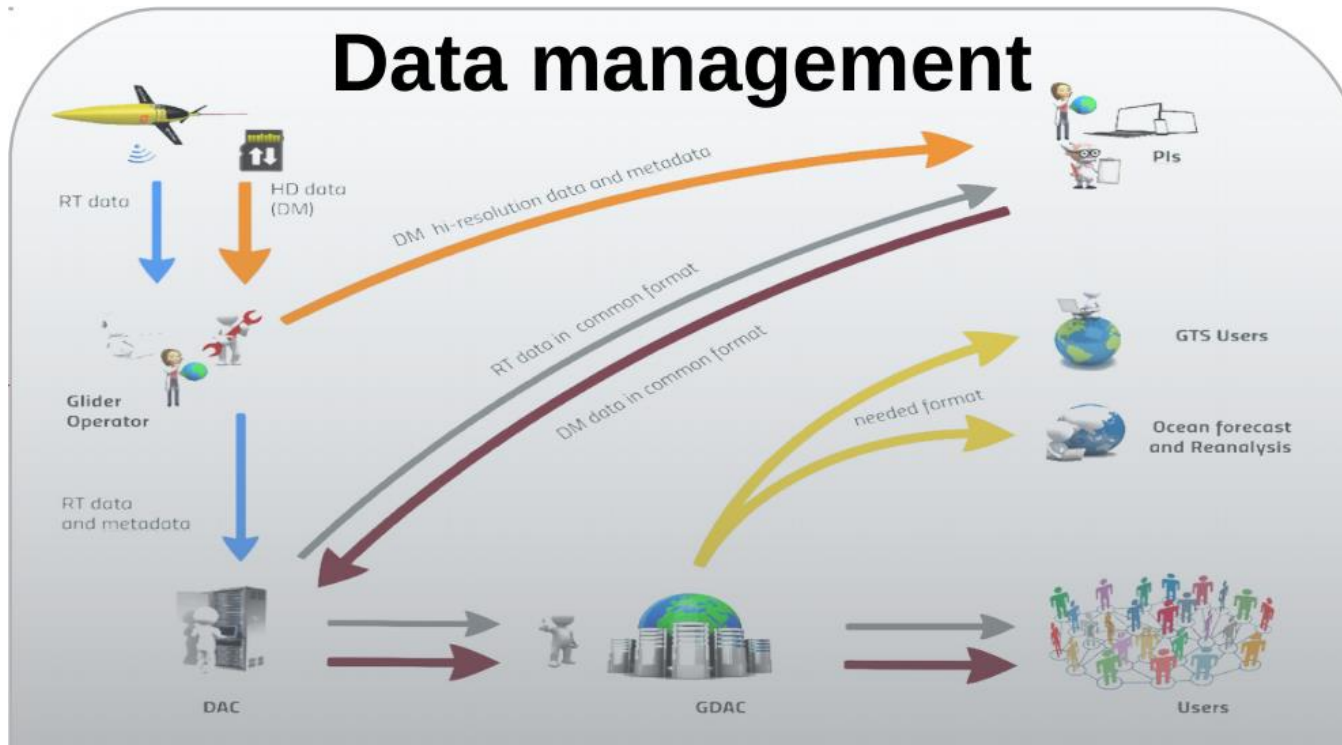 Data management
RT data
HD data
(DM)
DM hi-resolution data and metadata
PIs
RT data in common format
DM data in common format
GTS Users
Glider
Operator
needed format
Ocean forecast
and Reanalysis
RT data
and metadata
DAC
GDAC
Users